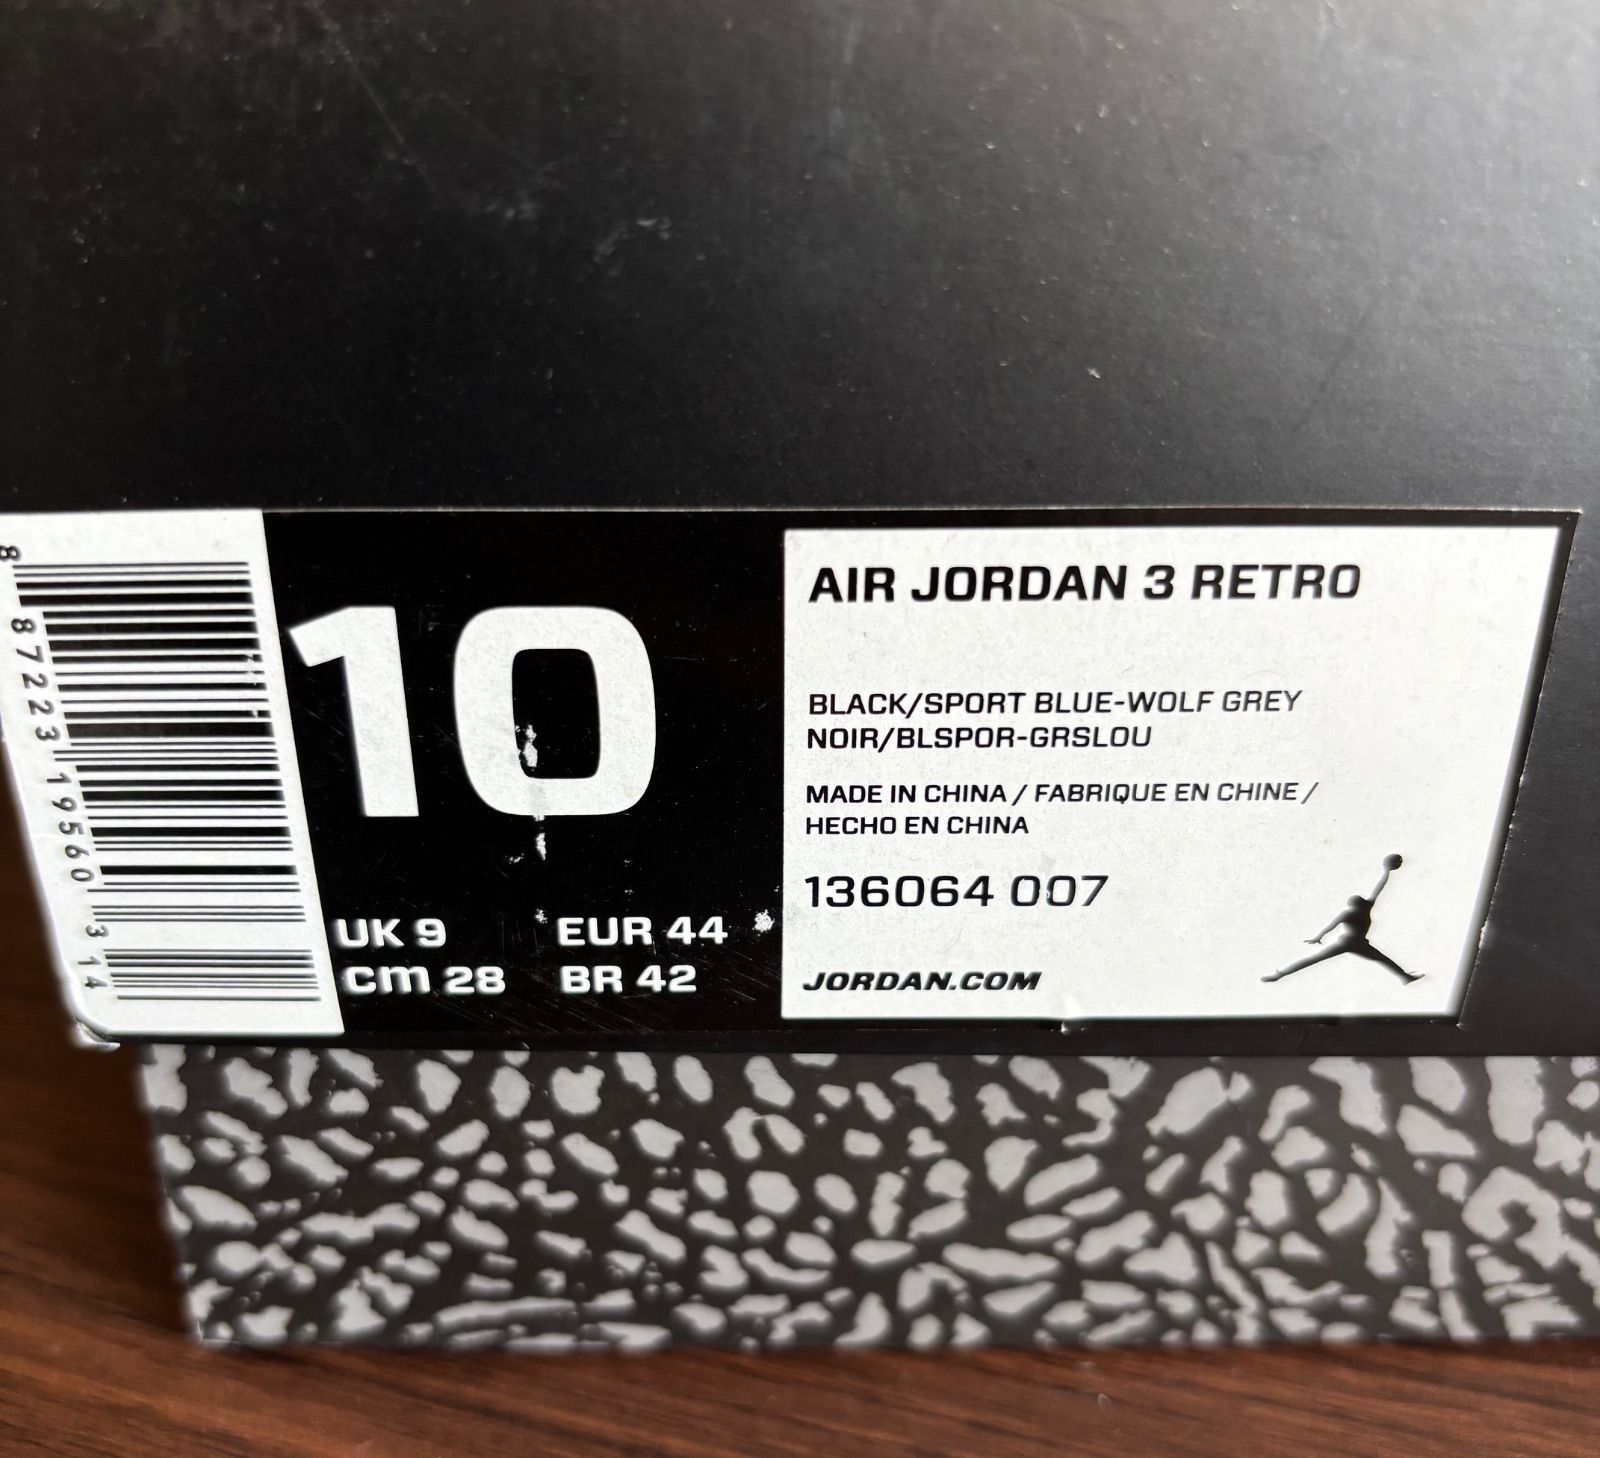 8 87223 19560 3 14
10
UK 9 EUR 44
cm 28 BR 42
AIR JORDAN 3 RETRO
BLACK/SPORT BLUE-WOLF GREY
NOIR/BLSPOR-GRSLOU
MADE IN CHINA / FABRIQUE EN CHINE /
HECHO EN CHINA
136064 007
JORDAN.COM